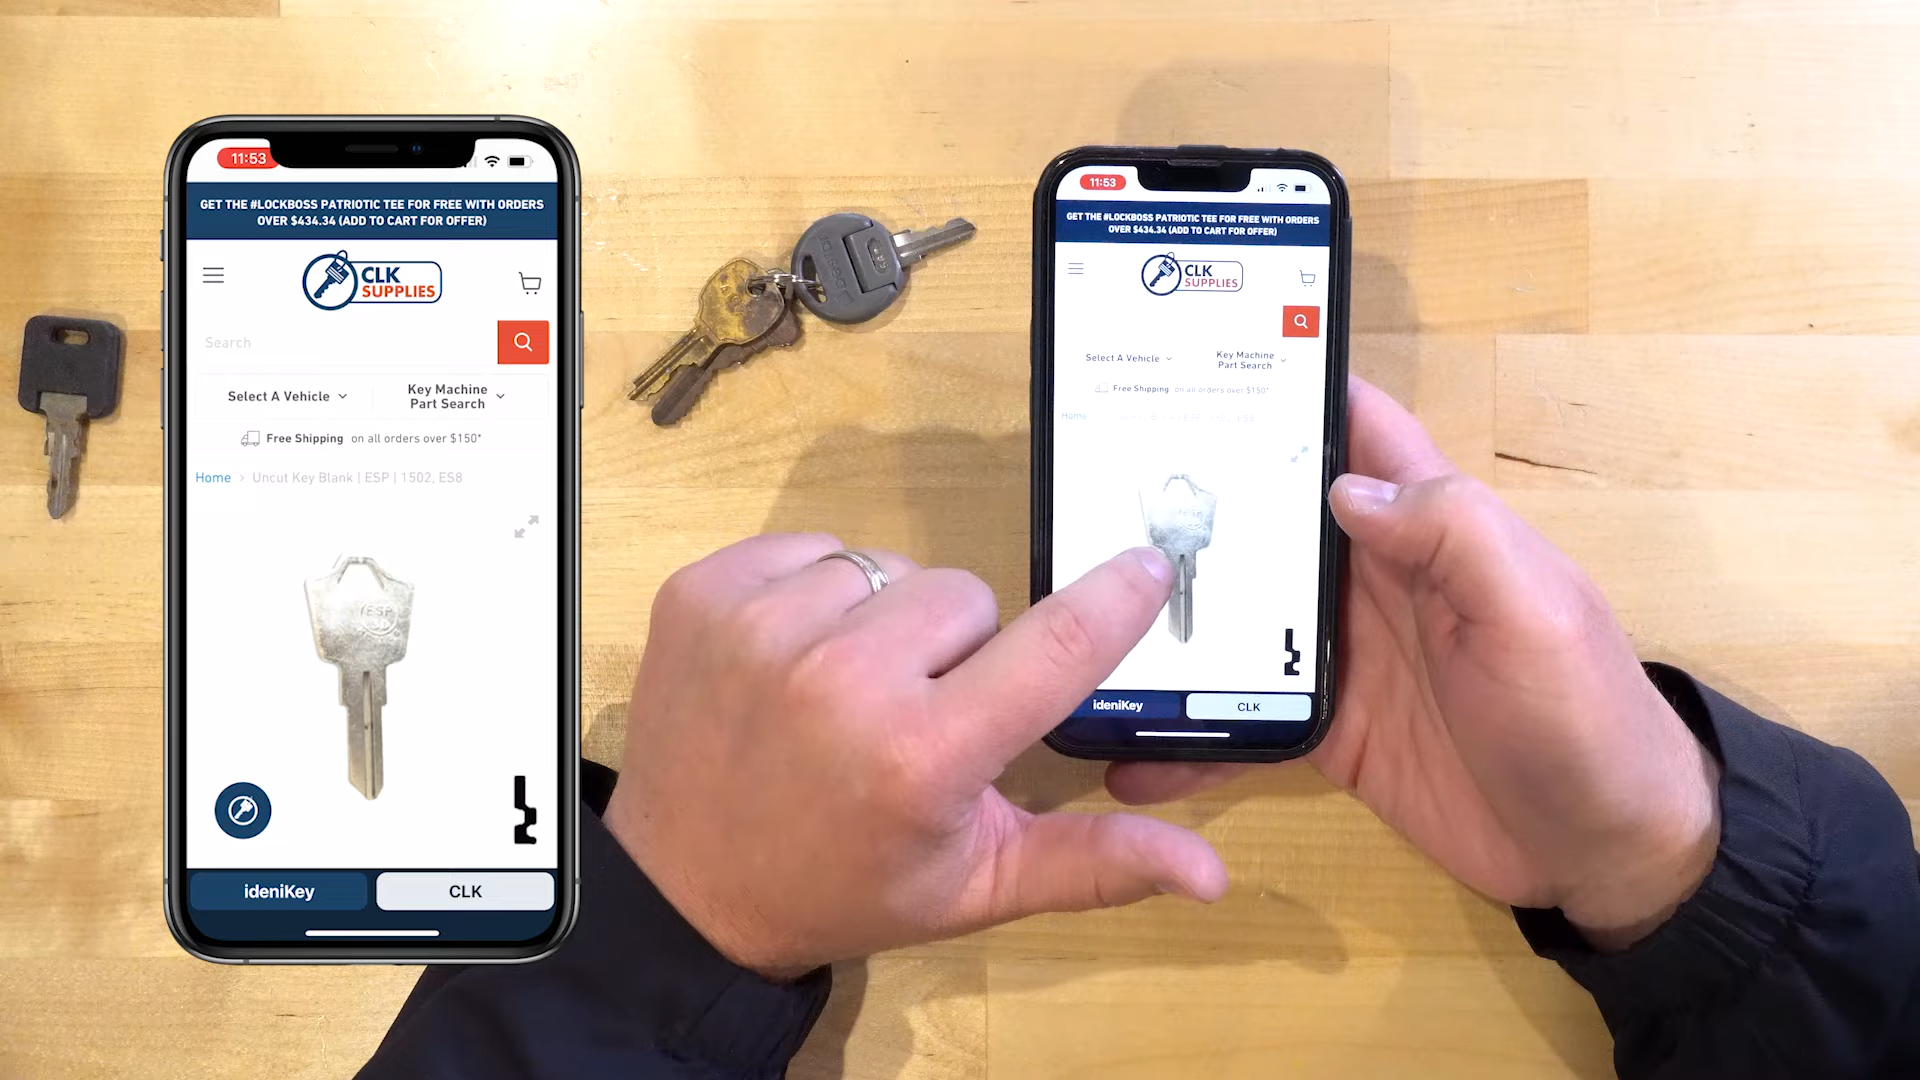 11:53
GET THE #LOCKBOSS PATRIOTIC TEE FOR FREE WITH ORDERS
OVER $434.34 (ADD TO CART FOR OFFER)
CLK
SUPPLIES
Search
Select A Vehicle
Key Machine
Part Search
Free Shipping on all orders over $150*
Home > Uncut Key Blank | ESP | 1502, ES8
ESP
ideniKey
CLK
11:53
GET THE #LOCKBOSS PATRIOTIC TEE FOR FREE WITH ORDERS
OVER $434.34 (ADD TO CART FOR OFFER)
CLK
SUPPLIES
Select A Vehicle
Key Machine
Part Search
Free Shipping on all orders over $150*
Home
ESP
ideniKey
CLK